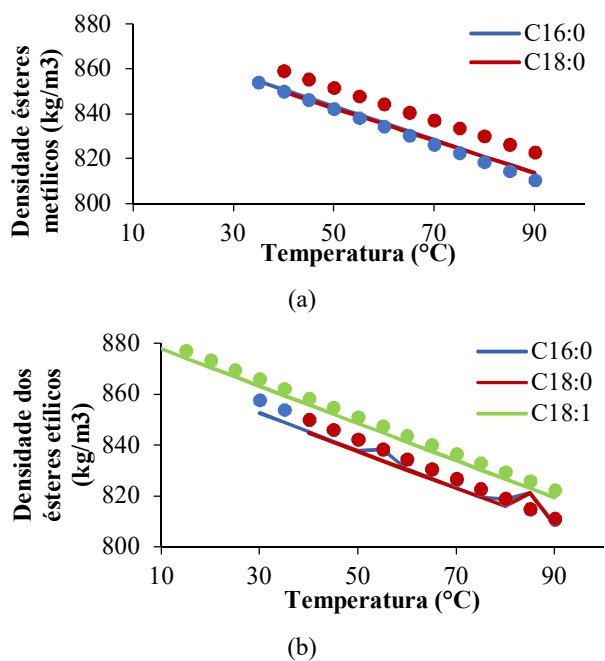 C16:0
C18:0
880
860
840
820
800
10
30
50
70
90
Densidade ésteres
metílicos (kg/m3)
Temperatura (°C)
(a)
C16:0
C18:0
C18:1
880
860
840
820
800
10
30
50
70
90
Densidade dos
ésteres etílicos
(kg/m3)
Temperatura (°C)
(b)